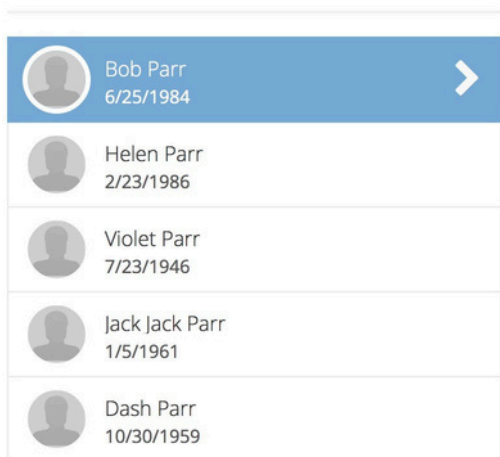 Bob Parr
6/25/1984
Helen Parr
2/23/1986
Violet Parr
7/23/1946
Jack Jack Parr
1/5/1961
Dash Parr
10/30/1959